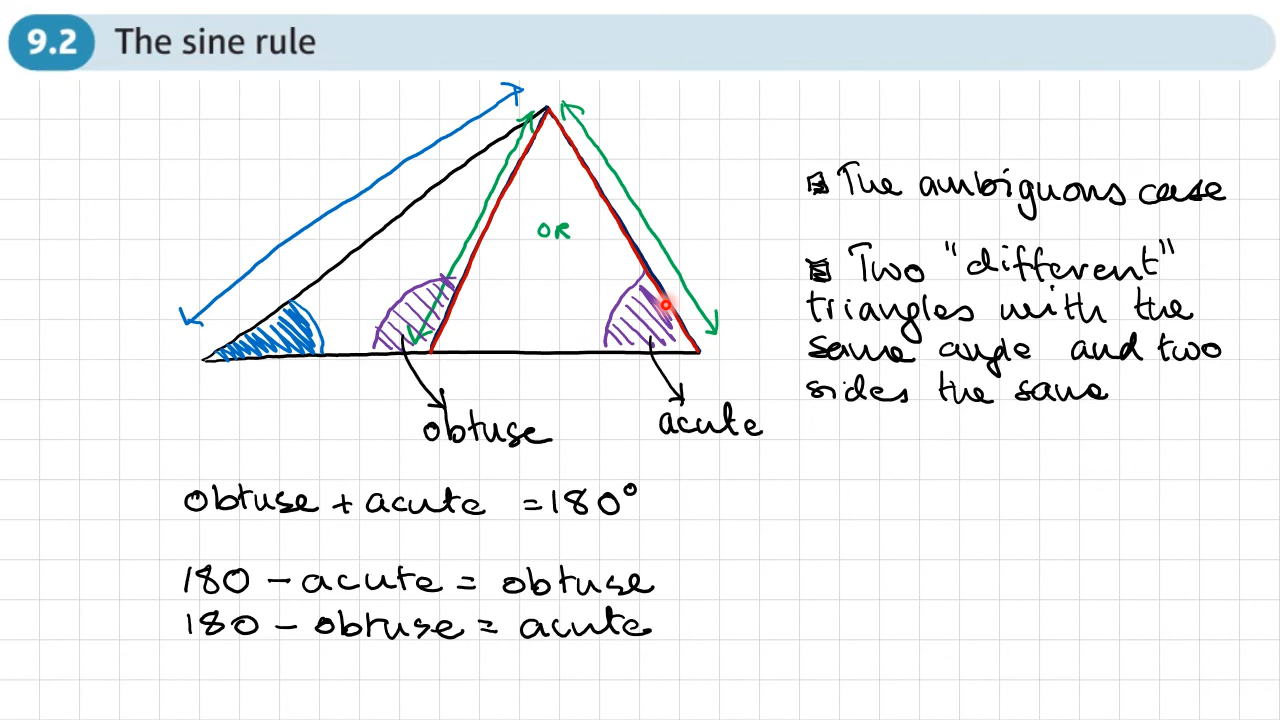 9.2 The sine rule
OR
obtuse
acute
The ambiguous case
Two "different"
triangles with the
same angle and two
sides the same
obtuse + acute = 180°
180 - acute = obtuse
180 - obtuse = acute